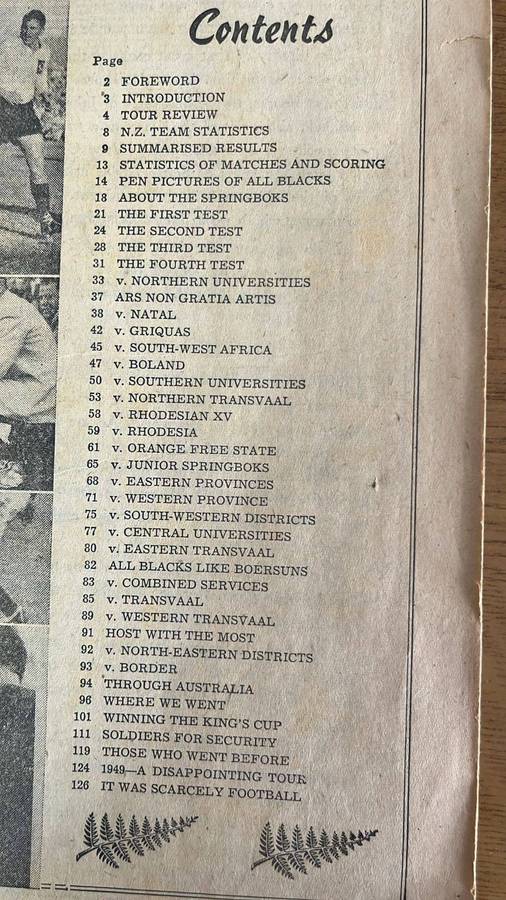 Contents
Page
2 FOREWORD
3 INTRODUCTION
4 TOUR REVIEW
8 N.Z. TEAM STATISTICS
9 SUMMARISED RESULTS
13 STATISTICS OF MATCHES AND SCORING
14 PEN PICTURES OF ALL BLACKS
18 ABOUT THE SPRINGBOKS
21 THE FIRST TEST
24 THE SECOND TEST
28 THE THIRD TEST
31 THE FOURTH TEST
33 v. NORTHERN UNIVERSITIES
37 ARS NON GRATIA ARTIS
38 v. NATAL
42 v. GRIQUAS
45 v. SOUTH-WEST AFRICA
47 v. BOLAND
50 v. SOUTHERN UNIVERSITIES
53 v. NORTHERN TRANSVAAL
58 v. RHODESIAN XV
59 v. RHODESIA
61 v. ORANGE FREE STATE
65 v. JUNIOR SPRINGBOKS
68 v. EASTERN PROVINCES
71 v. WESTERN PROVINCE
75 v. SOUTH-WESTERN DISTRICTS
77 v. CENTRAL UNIVERSITIES
80 v. EASTERN TRANSVAAL
82 ALL BLACKS LIKE BOERSUNS
83 v. COMBINED SERVICES
85 v. TRANSVAAL
89 v. WESTERN TRANSVAAL
91 HOST WITH THE MOST
92 v. NORTH-EASTERN DISTRICTS
93 v. BORDER
94 THROUGH AUSTRALIA
96 WHERE WE WENT
101 WINNING THE KING'S CUP
111 SOLDIERS FOR SECURITY
119 THOSE WHO WENT BEFORE
124 1949—A DISAPPOINTING TOUR
126 IT WAS SCARCELY FOOTBALL